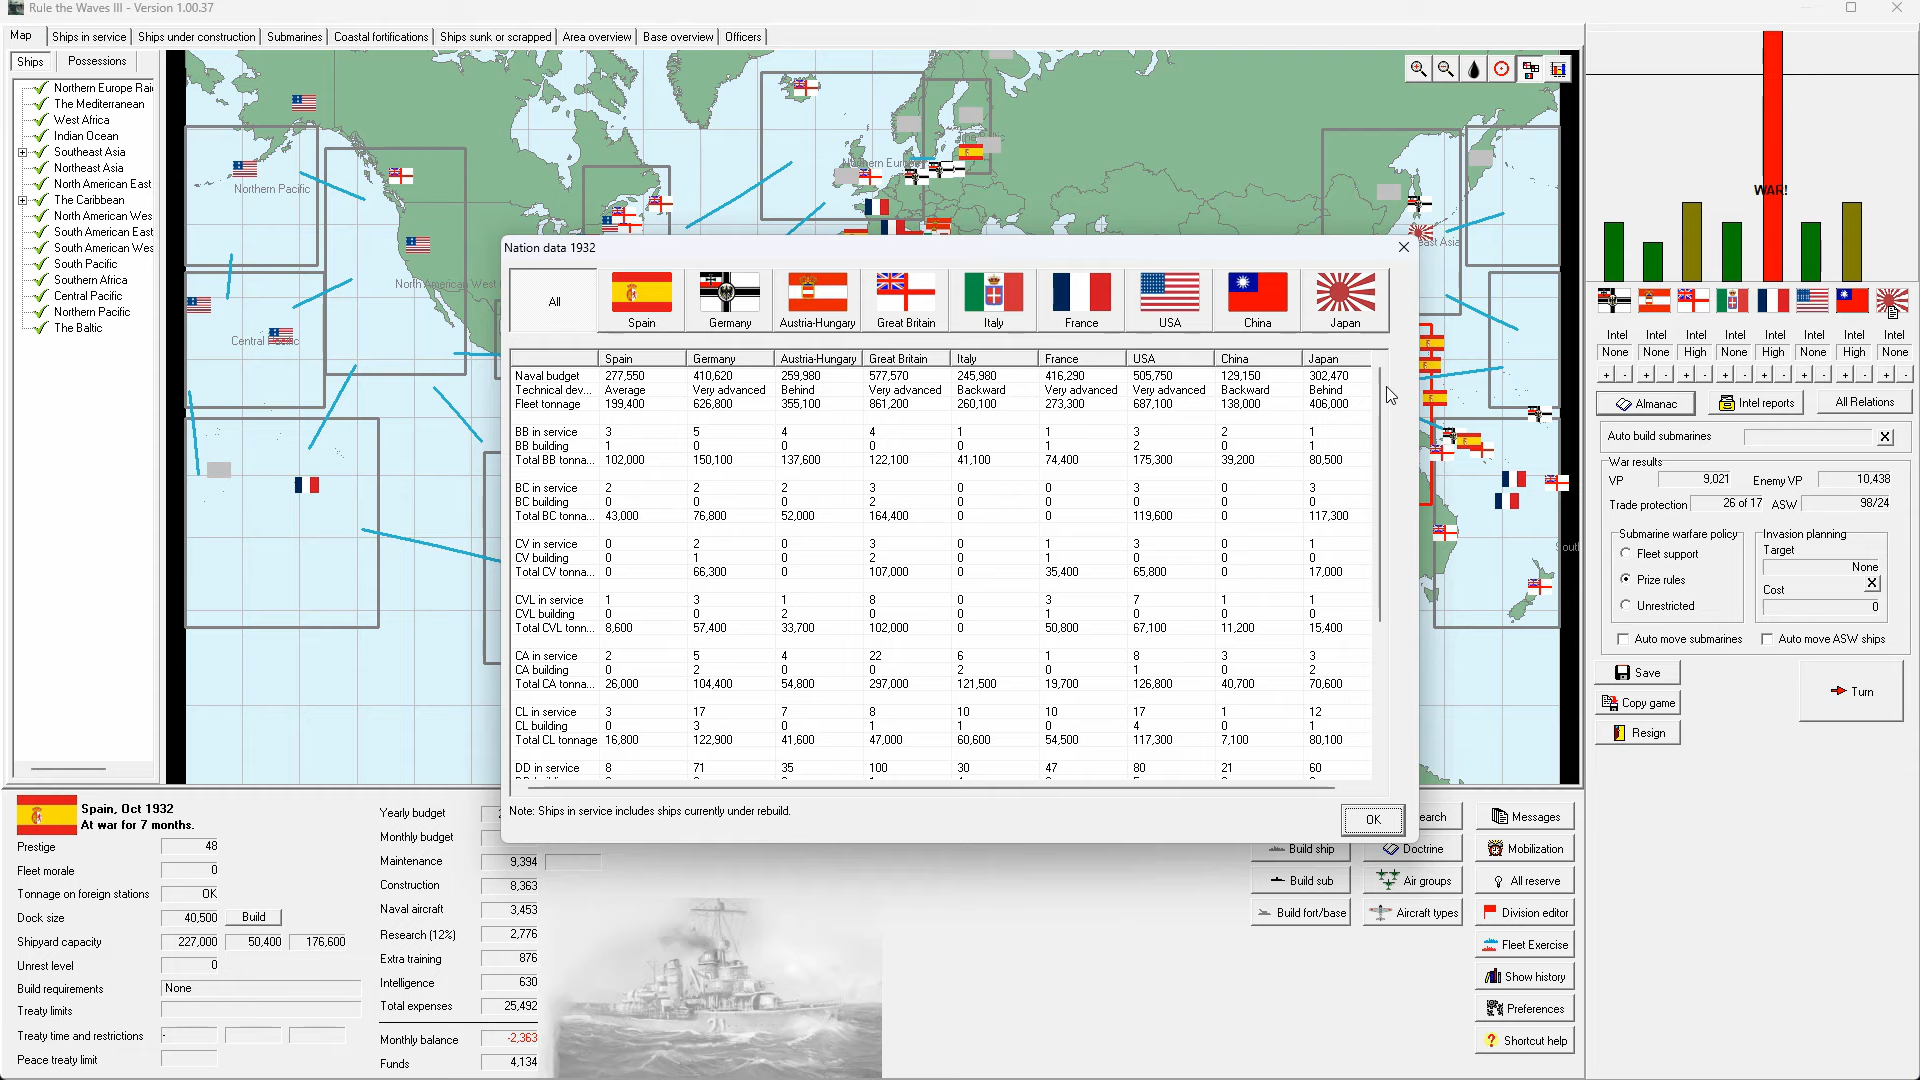 Rule the Waves III - Version 1.00.37
Map Ships in service Ships under construction Submarines Coastal fortifications Ships sunk or scrapped Area overview Base overview Officers
Ships Possessions
Northern Europe Rai
The Mediterranean
West Africa
Indian Ocean
Southeast Asia
Northeast Asia
North American East
The Caribbean
North American Wes
South American East
South American Wes
South Pacific
Southern Africa
Central Pacific
Northern Pacific
The Baltic
Northern Pacific
North American West
Central Pacific
Northern Europe
Nation data 1932
All Spain Germany Austria-Hungary Great Britain Italy France USA China Japan
Spain Germany Austria-Hungary Great Britain Italy France USA China Japan
Naval budget 277,550 410,620 259,980 577,570 245,980 416,290 505,750 129,150 302,470
Technical dev... Average Very advanced Behind Very advanced Backward Very advanced Very advanced Backward Behind
Fleet tonnage 199,400 626,800 355,100 861,200 260,100 273,300 687,100 138,000 406,000
BB in service 3 5 4 4 1 1 3 2 1
BB building 1 0 0 0 0 1 2 0 1
Total BB tonna... 102,000 150,100 137,600 122,100 41,100 74,400 175,300 39,200 80,500
BC in service 2 2 2 3 0 0 3 0 3
BC building 0 0 0 2 0 0 0 0 0
Total BC tonna... 43,000 76,800 52,000 164,400 0 0 119,600 0 117,300
CV in service 0 2 0 3 0 1 3 0 1
CV building 0 1 0 2 0 1 0 0 0
Total CV tonna... 0 66,300 0 107,000 0 35,400 65,800 0 17,000
CVL in service 1 3 1 8 0 3 7 1 1
CVL building 0 0 2 0 0 1 0 0 0
Total CVL tonn... 8,600 57,400 33,700 102,000 0 50,800 67,100 11,200 15,400
CA in service 2 5 4 22 6 1 8 3 3
CA building 0 2 0 0 2 0 1 0 2
Total CA tonna... 26,000 104,400 54,800 297,000 121,500 19,700 126,800 40,700 70,600
CL in service 3 17 7 8 10 10 17 1 12
CL building 0 3 0 1 1 0 4 0 1
Total CL tonnage 16,800 122,900 41,600 47,000 60,600 54,500 117,300 7,100 80,100
DD in service 8 71 35 100 30 47 80 21 60
Note: Ships in service includes ships currently under rebuild.
OK
WAR!
Intel Intel Intel Intel Intel Intel Intel Intel
None None High None High None High None
+ - + - + - + - + - + - + - + -
Almanac Intel reports All Relations
Auto build submarines X
War results
VP 9,021 Enemy VP 10,438
Trade protection 26 of 17 ASW 98/24
Submarine warfare policy
Fleet support
Prize rules
Unrestricted
Invasion planning
Target
None
Cost X
0
Auto move submarines Auto move ASW ships
Save
Copy game
Resign
Turn
Spain, Oct 1932
At war for 7 months.
Prestige 48
Fleet morale 0
Tonnage on foreign stations OK
Dock size 40,500 Build
Shipyard capacity 227,000 50,400 176,600
Unrest level 0
Build requirements None
Treaty limits
Treaty time and restrictions -
Peace treaty limit
Yearly budget
Monthly budget
Maintenance 9,394
Construction 8,363
Naval aircraft 3,453
Research (12%) 2,776
Extra training 876
Intelligence 630
Total expenses 25,492
Monthly balance -2,363
Funds 4,134
earch Messages
Build ship Doctrine Mobilization
Build sub Air groups All reserve
Build fort/base Aircraft types Division editor
Fleet Exercise
Show history
Preferences
? Shortcut help